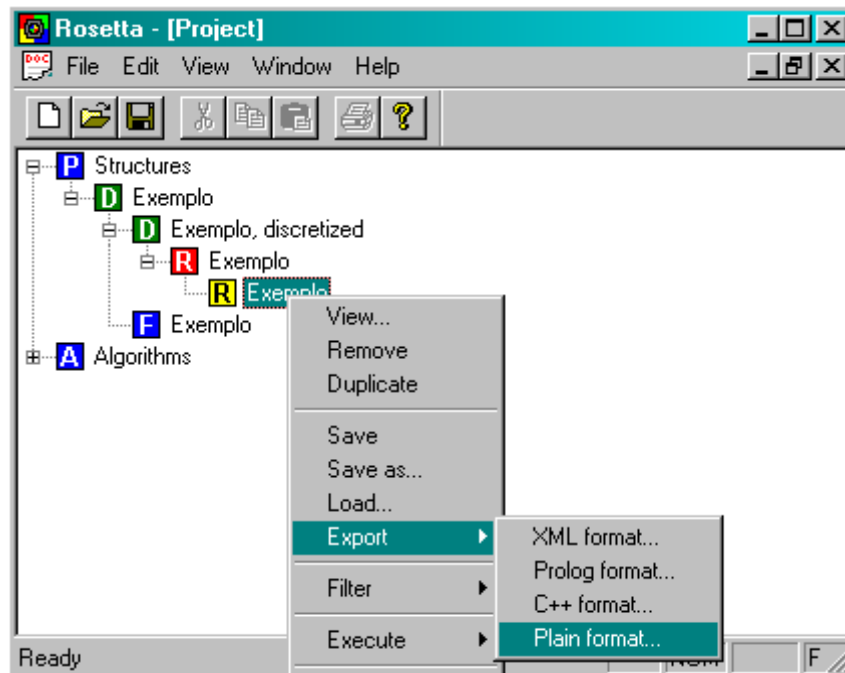 Rosetta - [Project]
DOC File Edit View Window Help
P Structures
D Exemplo
D Exemplo, discretized
R Exemplo
R Exemplo
F Exemplo
A Algorithms
View...
Remove
Duplicate
Save
Save as...
Load...
Export
Filter
Execute
XML format...
Prolog format...
C++ format...
Plain format...
Ready
F